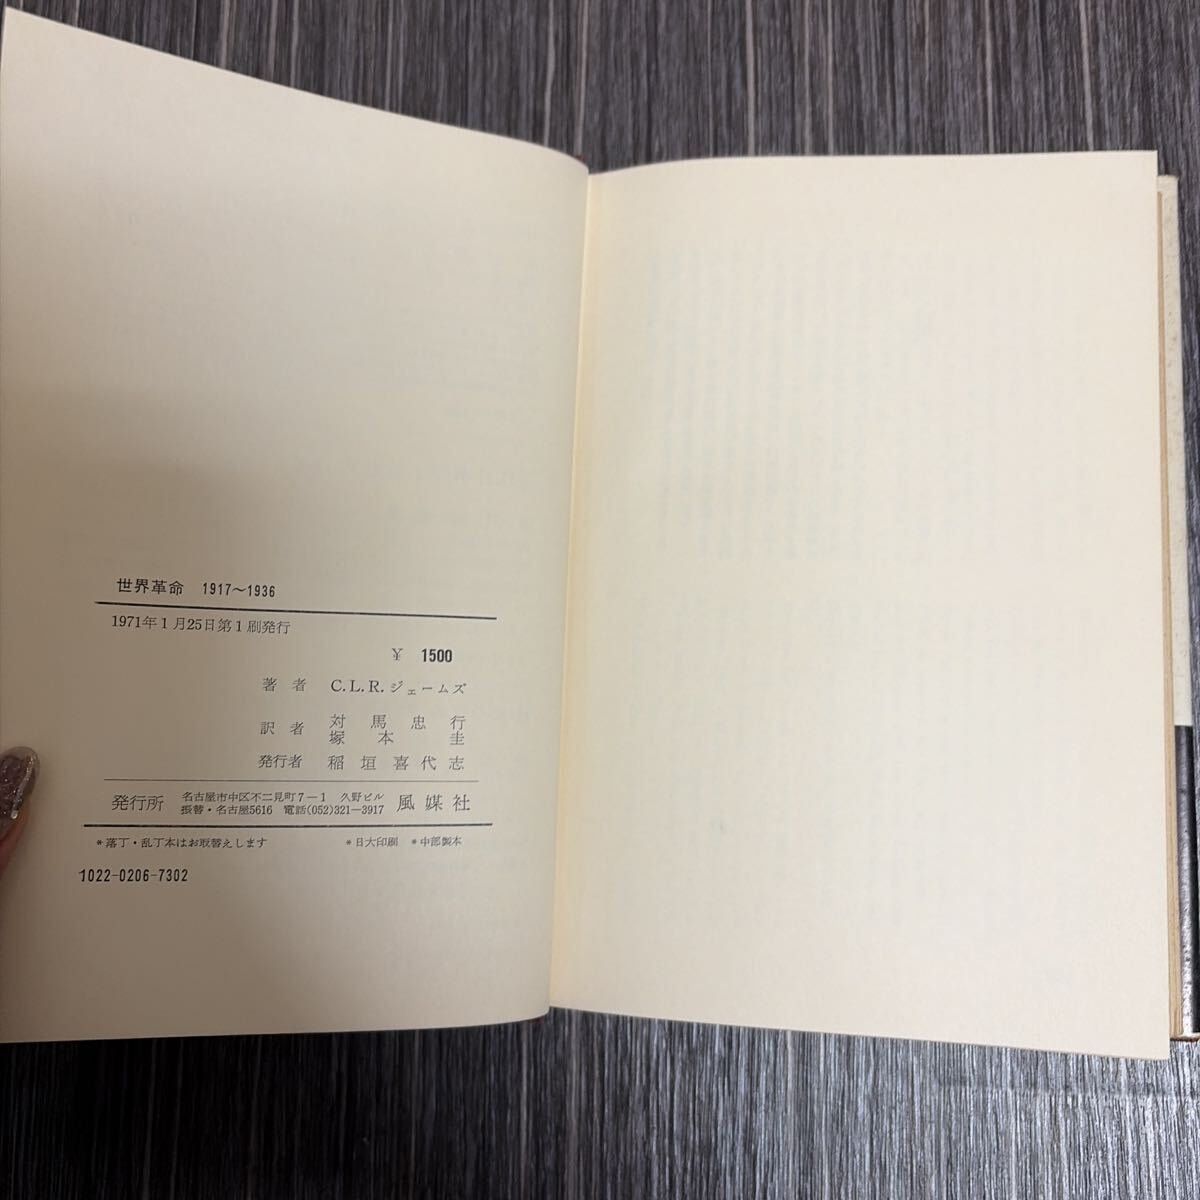 世界革命 1917～1936
1971年1月25日第1刷発行
￥ 1500
著者 C.L.R.ジェームズ
訳者 対馬忠行
塚本圭
発行者 稲垣喜代志
発行所 名古屋市中区不二見町7－1 久野ビル 風媒社
振替・名古屋5616 電話(052)321―3917
*落丁・乱丁本はお取替えします *日大印刷 *中部製本
1022-0206-7302